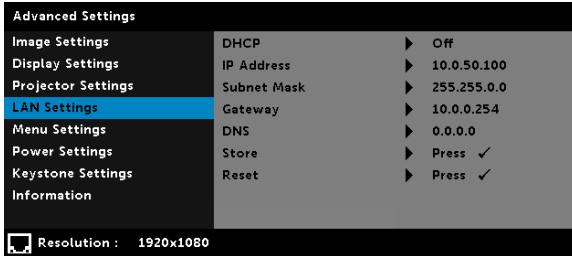 Advanced Settings
Image Settings
Display Settings
Projector Settings
LAN Settings
Menu Settings
Power Settings
Keystone Settings
Information
DHCP Off
IP Address 10.0.50.100
Subnet Mask 255.255.0.0
Gateway 10.0.0.254
DNS 0.0.0.0
Store Press ✓
Reset Press ✓
Resolution : 1920x1080